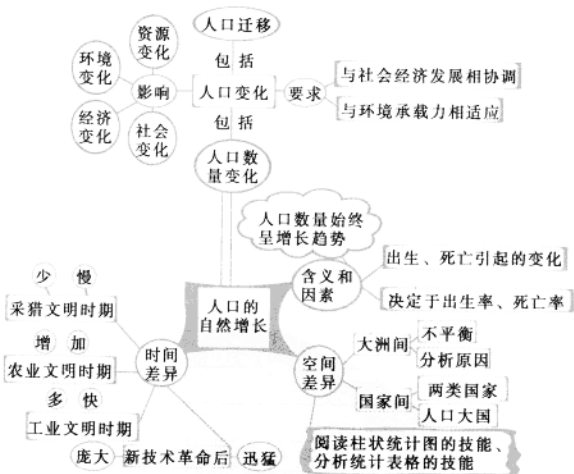 人口迁移
资源
变化
环境
变化
包 括
影响
人口变化
要求
与社会经济发展相协调
与环境承载力相适应
经济
变化
社会
变化
包 括
人口数
量变化
人口数量始终
呈增长趋势
含义和
因素
出生、死亡引起的变化
决定于出生率、死亡率
人口的
自然增长
少 慢
采猎文明时期
增 加
农业文明时期
多 快
工业文明时期
庞大
新技术革命后
迅猛
时间
差异
空间
差异
大洲间
不平衡
分析原因
国家间
两类国家
人口大国
阅读柱状统计图的技能、
分析统计表格的技能